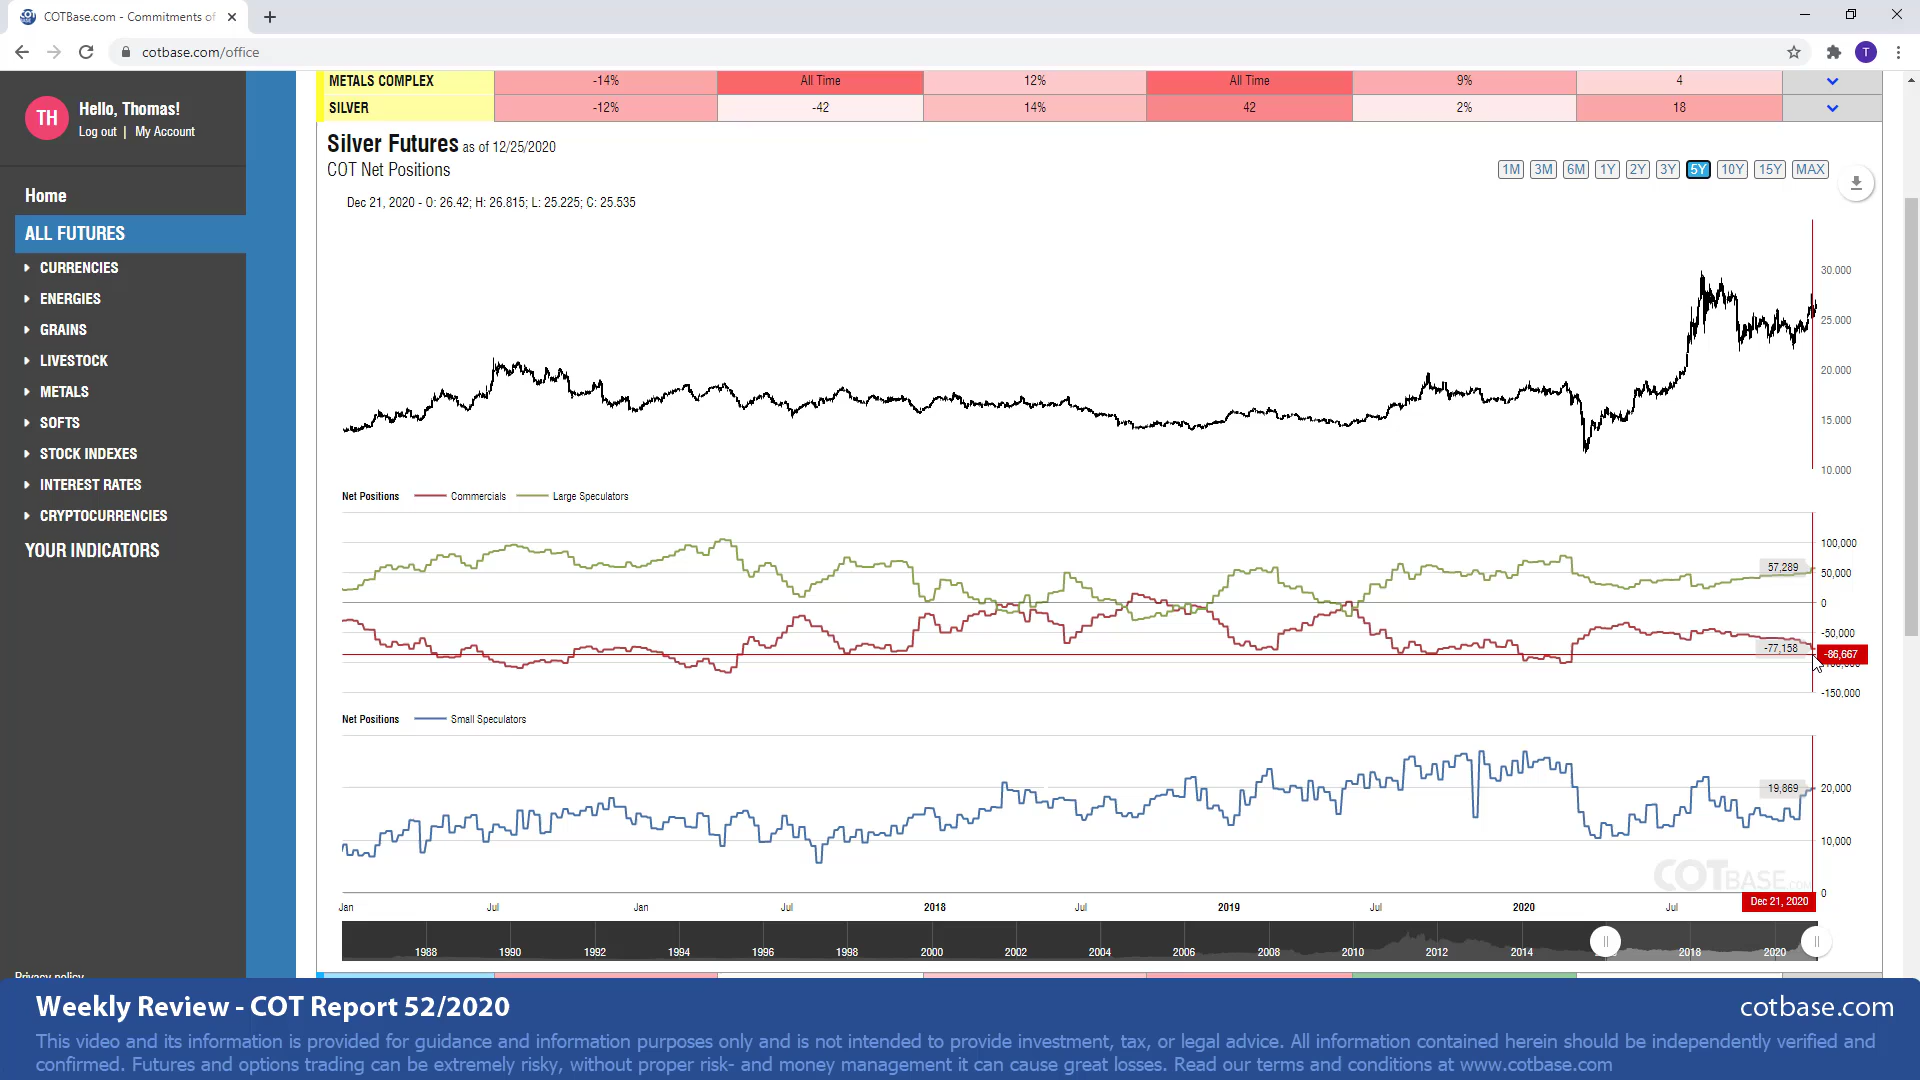 COTBase.com - Commitments of
cotbase.com/office
T
TH
Hello, Thomas!
Log out | My Account
Home
ALL FUTURES
CURRENCIES
ENERGIES
GRAINS
LIVESTOCK
METALS
SOFTS
STOCK INDEXES
INTEREST RATES
CRYPTOCURRENCIES
YOUR INDICATORS
Privacy policy
METALS COMPLEX -14% All Time 12% All Time 9% 4
SILVER -12% -42 14% 42 2% 18
Silver Futures as of 12/25/2020
COT Net Positions
1M 3M 6M 1Y 2Y 3Y 5Y 10Y 15Y MAX
Dec 21, 2020 - O: 26.42; H: 26.815; L: 25.225; C: 25.535
30.000
25.000
20.000
15.000
10.000
Net Positions Commercials Large Speculators
100,000
57,289
50,000
0
-50,000
-77,158
-86,667
-150,000
Net Positions Small Speculators
19,869
20,000
10,000
COTBASE.COM
0
Dec 21, 2020
Jan Jul Jan Jul 2018 Jul 2019 Jul 2020 Jul
1988 1990 1992 1994 1996 1998 2000 2002 2004 2006 2008 2010 2012 2014 2018 2020
Weekly Review - COT Report 52/2020
cotbase.com
This video and its information is provided for guidance and information purposes only and is not intended to provide investment, tax, or legal advice. All information contained herein should be independently verified and
confirmed. Futures and options trading can be extremely risky, without proper risk- and money management it can cause great losses. Read our terms and conditions at www.cotbase.com